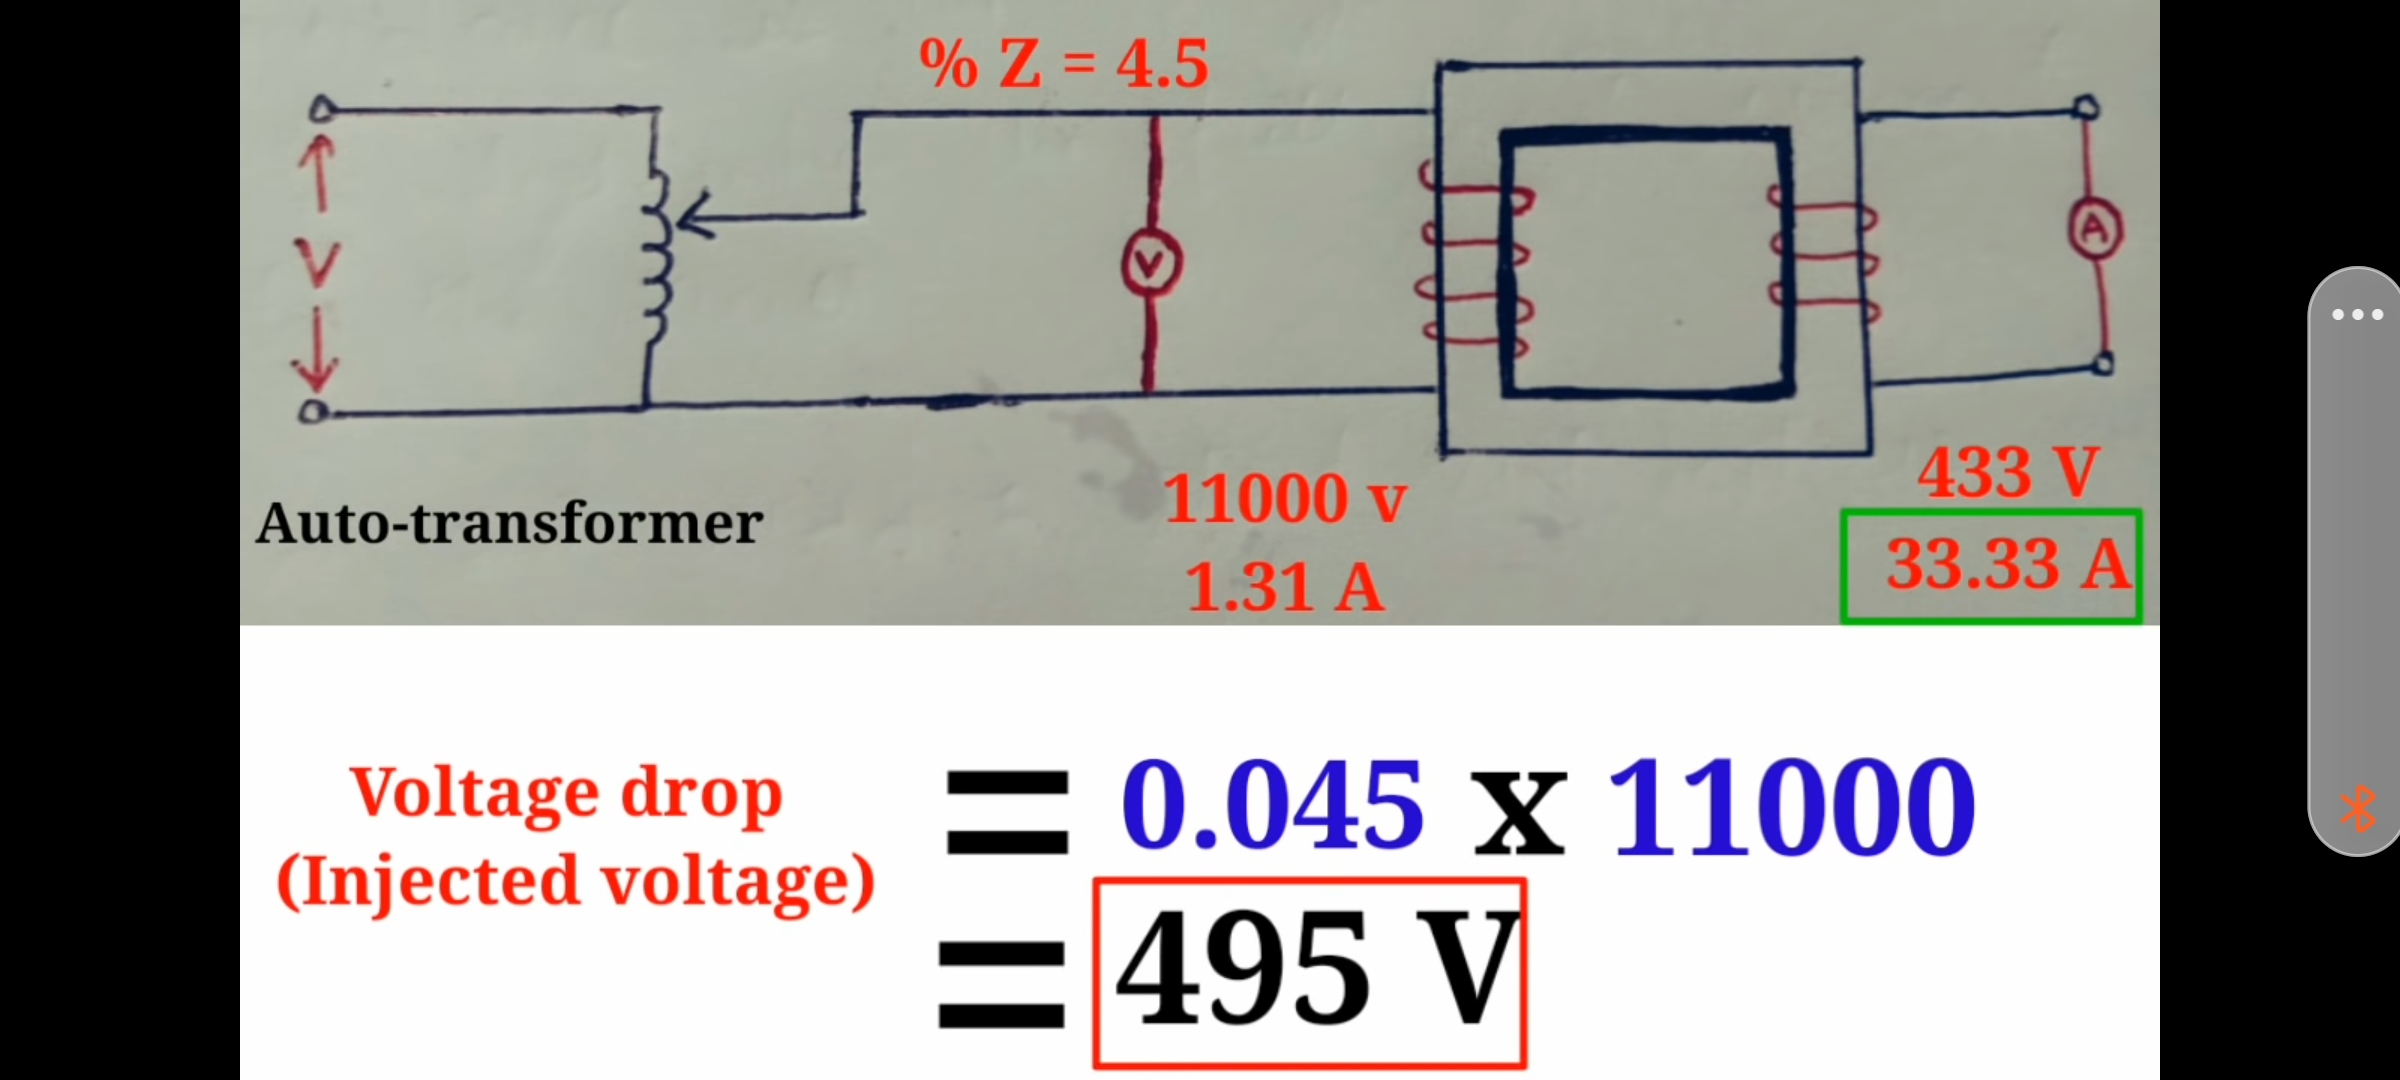 % Z = 4.5
V
V
A
11000 v
1.31 A
433 V
33.33 A
Auto-transformer
Voltage drop
(Injected voltage)
= 0.045 x 11000
= 495 V